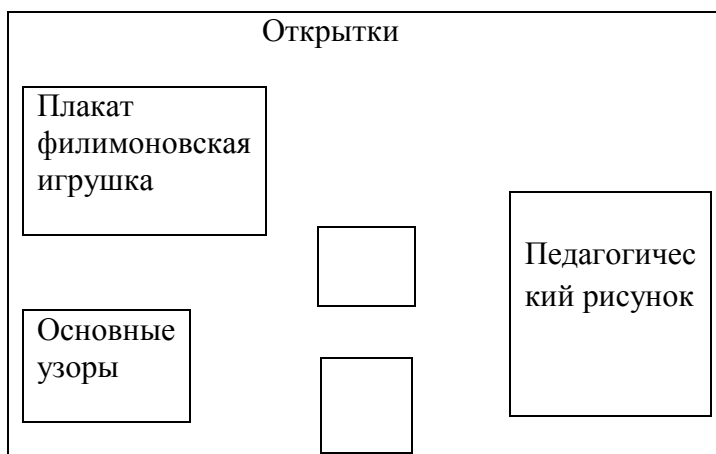 Открытки
Плакат
филимоновская
игрушка
Педагогичес
кий рисунок
Основные
узоры